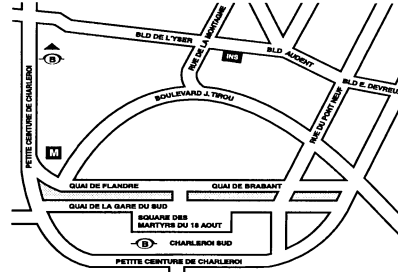 BLD DE L'YSER
RUE DE LA MONTAGNE
BLD AUDENT
INS
B
BLD E. DEVREUX
PETITE CEINTURE DE CHARLEROI
BOULEVARD J. TIROU
RUE DU PONT NEUF
M
QUAI DE FLANDRE
QUAI DE BRABANT
QUAI DE LA GARE DU SUD
SQUARE DES
MARTYRS DU 18 AOUT
B
CHARLEROI SUD
PETITE CEINTURE DE CHARLEROI